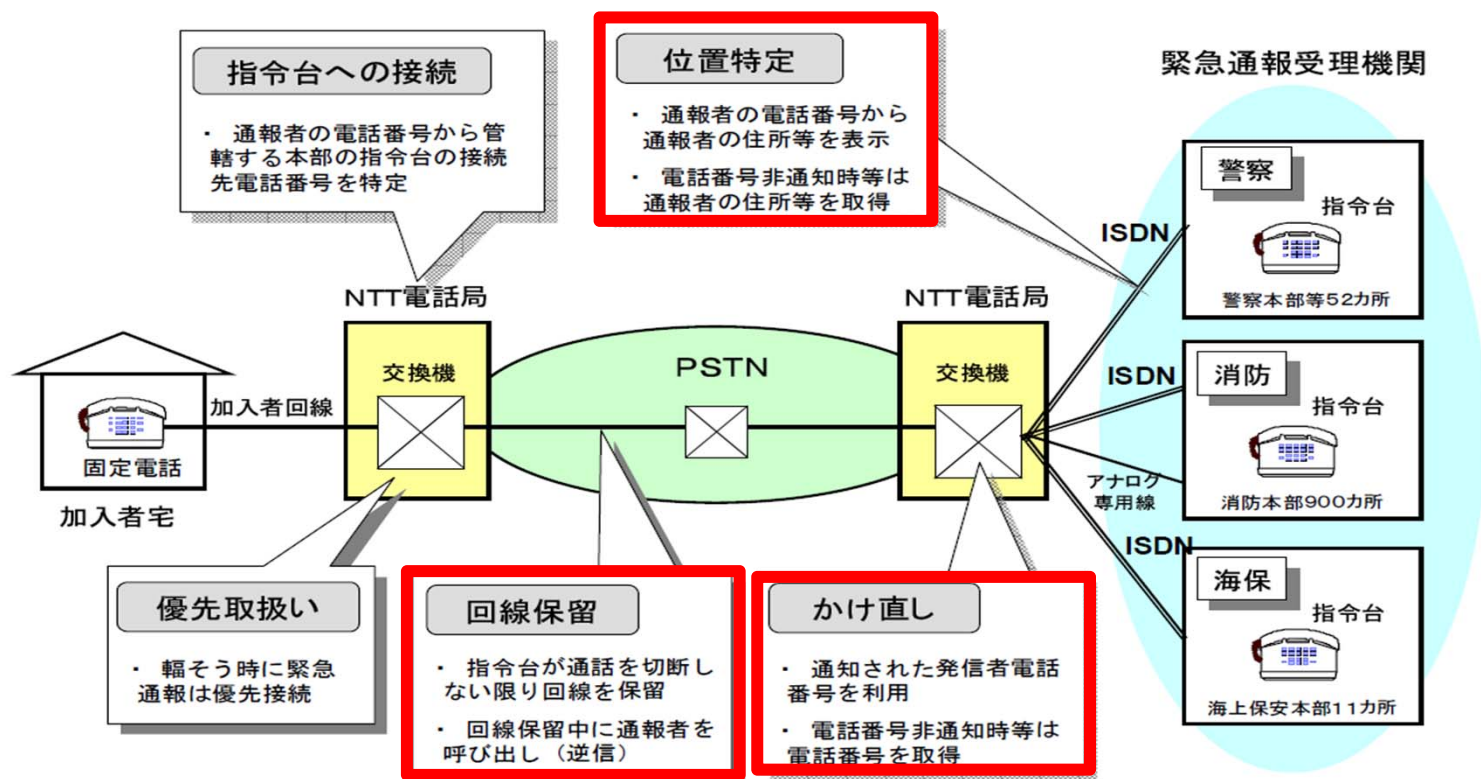 指令台への接続
・ 通報者の電話番号から管
轄する本部の指令台の接続
先電話番号を特定
位置特定
・ 通報者の電話番号から
通報者の住所等を表示
・ 電話番号非通知時等は
通報者の住所等を取得
緊急通報受理機関
警察
指令台
警察本部等52カ所
ISDN
NTT電話局
交換機
PSTN
NTT電話局
交換機
ISDN
消防
指令台
消防本部900カ所
アナログ
専用線
加入者回線
固定電話
加入者宅
ISDN
海保
指令台
海上保安本部11カ所
優先取扱い
・ 輻そう時に緊急
通報は優先接続
回線保留
・ 指令台が通話を切断し
ない限り回線を保留
・ 回線保留中に通報者を
呼び出し（逆信）
かけ直し
・ 通知された発信者電話
番号を利用
・ 電話番号非通知時等は
電話番号を取得